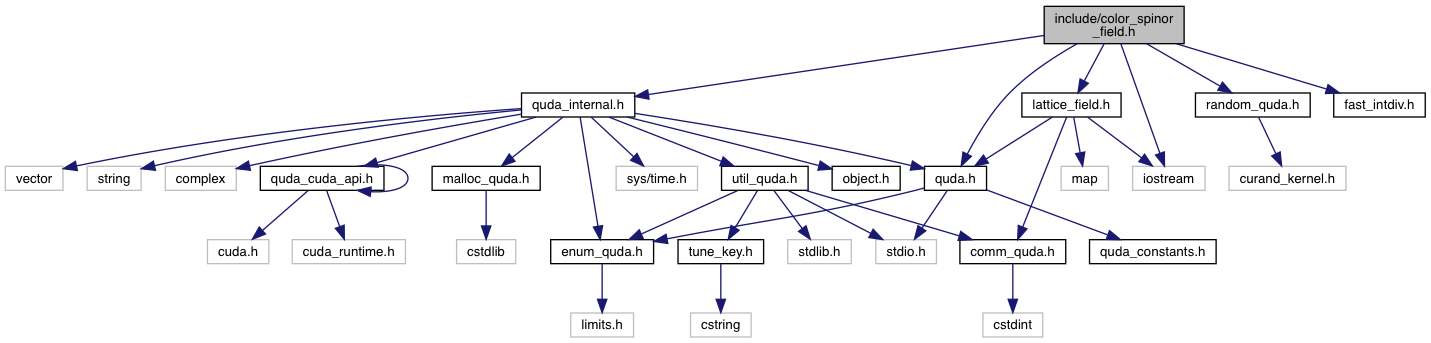 include/color_spinor
_field.h
quda_internal.h
lattice_field.h
random_quda.h
fast_intdiv.h
vector
string
complex
quda_cuda_api.h
malloc_quda.h
sys/time.h
util_quda.h
object.h
quda.h
map
iostream
curand_kernel.h
cuda.h
cuda_runtime.h
cstdlib
enum_quda.h
tune_key.h
stdlib.h
stdio.h
comm_quda.h
quda_constants.h
limits.h
cstring
cstdint